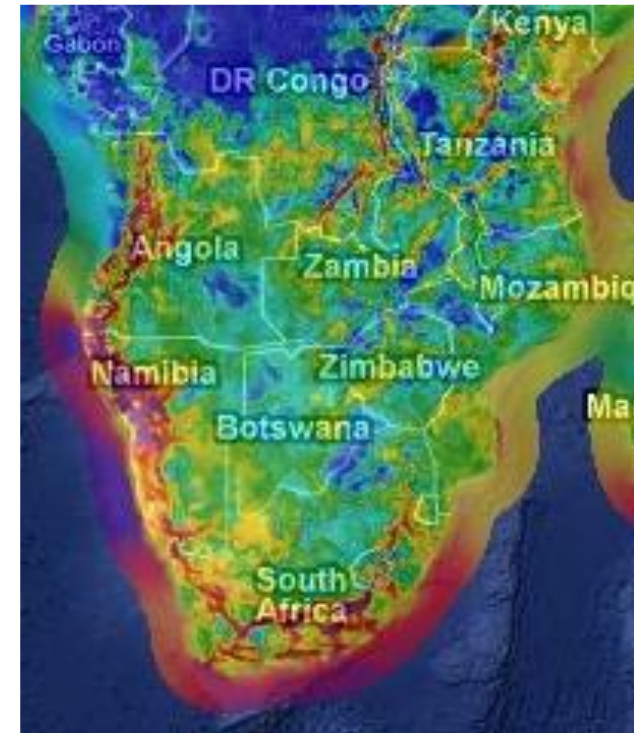 Kenya
Gabon
DR Congo
Tanzania
Angola
Zambia
Mozambiq
Namibia
Zimbabwe
Ma
Botswana
South
Africa